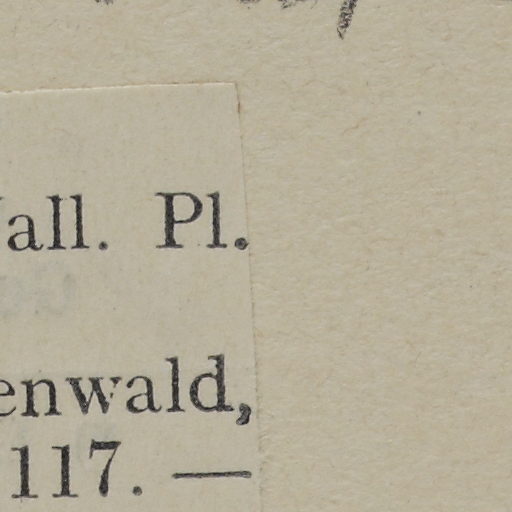 all. Pl.
enwald,
117. —